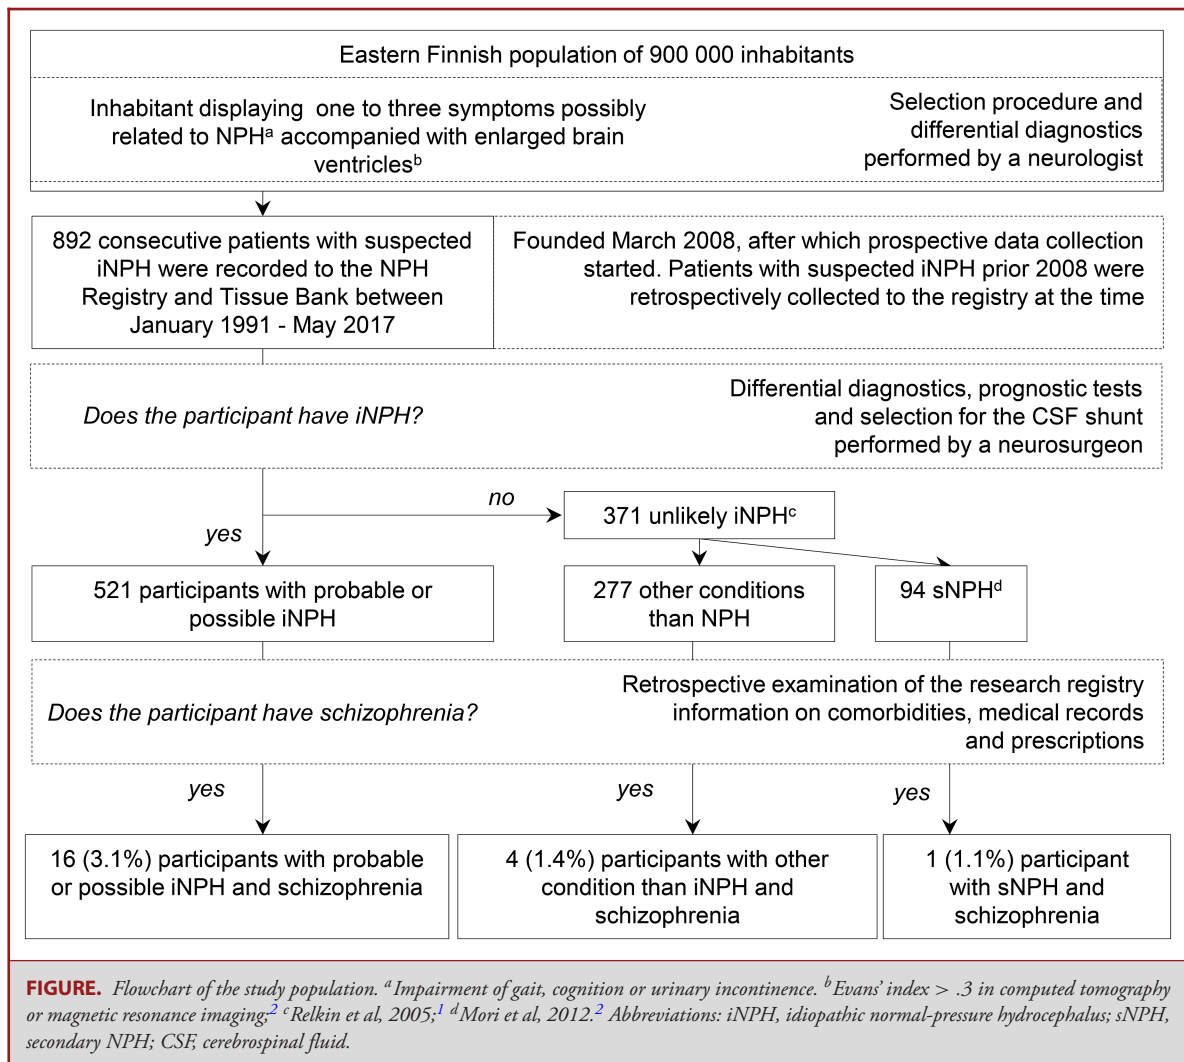 Eastern Finnish population of 900 000 inhabitants
Inhabitant displaying one to three symptoms possibly
related to NPHᵃ accompanied with enlarged brain
ventriclesᵇ
Selection procedure and
differential diagnostics
performed by a neurologist
892 consecutive patients with suspected
iNPH were recorded to the NPH
Registry and Tissue Bank between
January 1991 - May 2017
Founded March 2008, after which prospective data collection
started. Patients with suspected iNPH prior 2008 were
retrospectively collected to the registry at the time
Does the participant have iNPH?
Differential diagnostics, prognostic tests
and selection for the CSF shunt
performed by a neurosurgeon
no
371 unlikely iNPHᶜ
yes
521 participants with probable or
possible iNPH
277 other conditions
than NPH
94 sNPHᵈ
Does the participant have schizophrenia?
Retrospective examination of the research registry
information on comorbidities, medical records
and prescriptions
yes
yes
yes
16 (3.1%) participants with probable
or possible iNPH and schizophrenia
4 (1.4%) participants with other
condition than iNPH and
schizophrenia
1 (1.1%) participant
with sNPH and
schizophrenia
FIGURE. Flowchart of the study population. ᵃImpairment of gait, cognition or urinary incontinence. ᵇEvans' index > .3 in computed tomography
or magnetic resonance imaging;² ᶜRelkin et al, 2005;¹ ᵈMori et al, 2012.² Abbreviations: iNPH, idiopathic normal-pressure hydrocephalus; sNPH,
secondary NPH; CSF, cerebrospinal fluid.